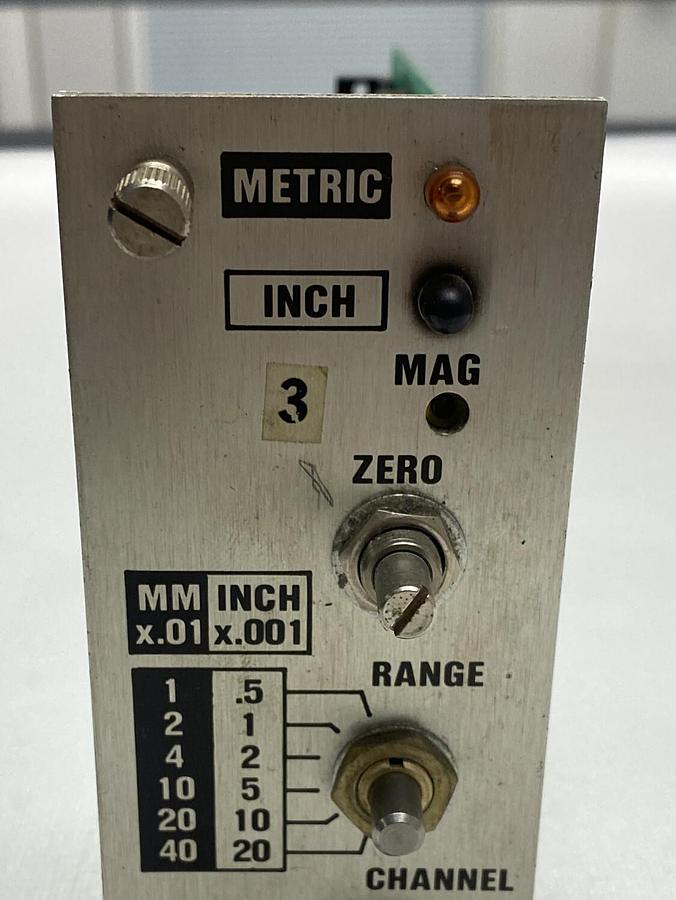 METRIC
INCH
MAG
3
ZERO
MM INCH
x.01 x.001
RANGE
1 .5
2 1
4 2
10 5
20 10
40 20
CHANNEL